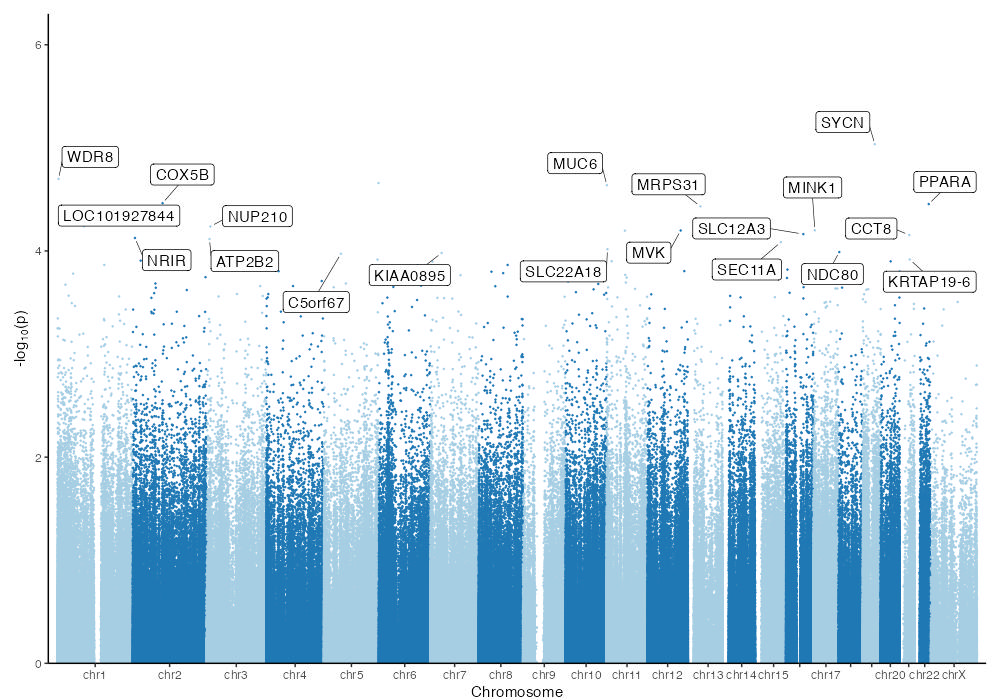 6
SYCN
WDR8
MUC6
COX5B
MRPS31
MINK1
PPARA
LOC101927844
NUP210
SLC12A3
CCT8
4
NRIR
ATP2B2
MVK
KIAA0895
SLC22A18
SEC11A
NDC80
KRTAP19-6
C5orf67
-log10(p)
2
0
chr1 chr2 chr3 chr4 chr5 chr6 chr7 chr8 chr9 chr10 chr11 chr12 chr13 chr14 chr15 chr17 chr20 chr22 chrX
Chromosome